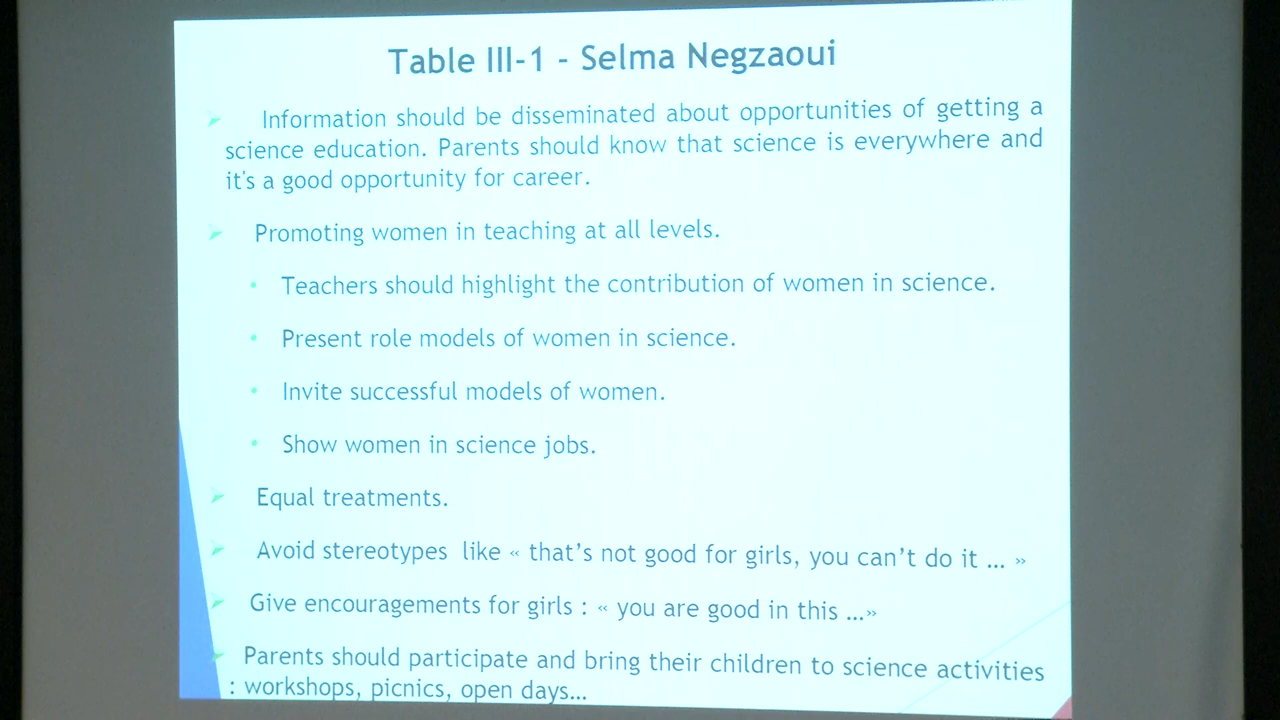 Table III-1 - Selma Negzaoui
➢ Information should be disseminated about opportunities of getting a
science education. Parents should know that science is everywhere and
it's a good opportunity for career.
➢ Promoting women in teaching at all levels.
• Teachers should highlight the contribution of women in science.
• Present role models of women in science.
• Invite successful models of women.
• Show women in science jobs.
➢ Equal treatments.
➢ Avoid stereotypes like « that’s not good for girls, you can’t do it ... »
➢ Give encouragements for girls : « you are good in this ...»
➢ Parents should participate and bring their children to science activities
: workshops, picnics, open days...